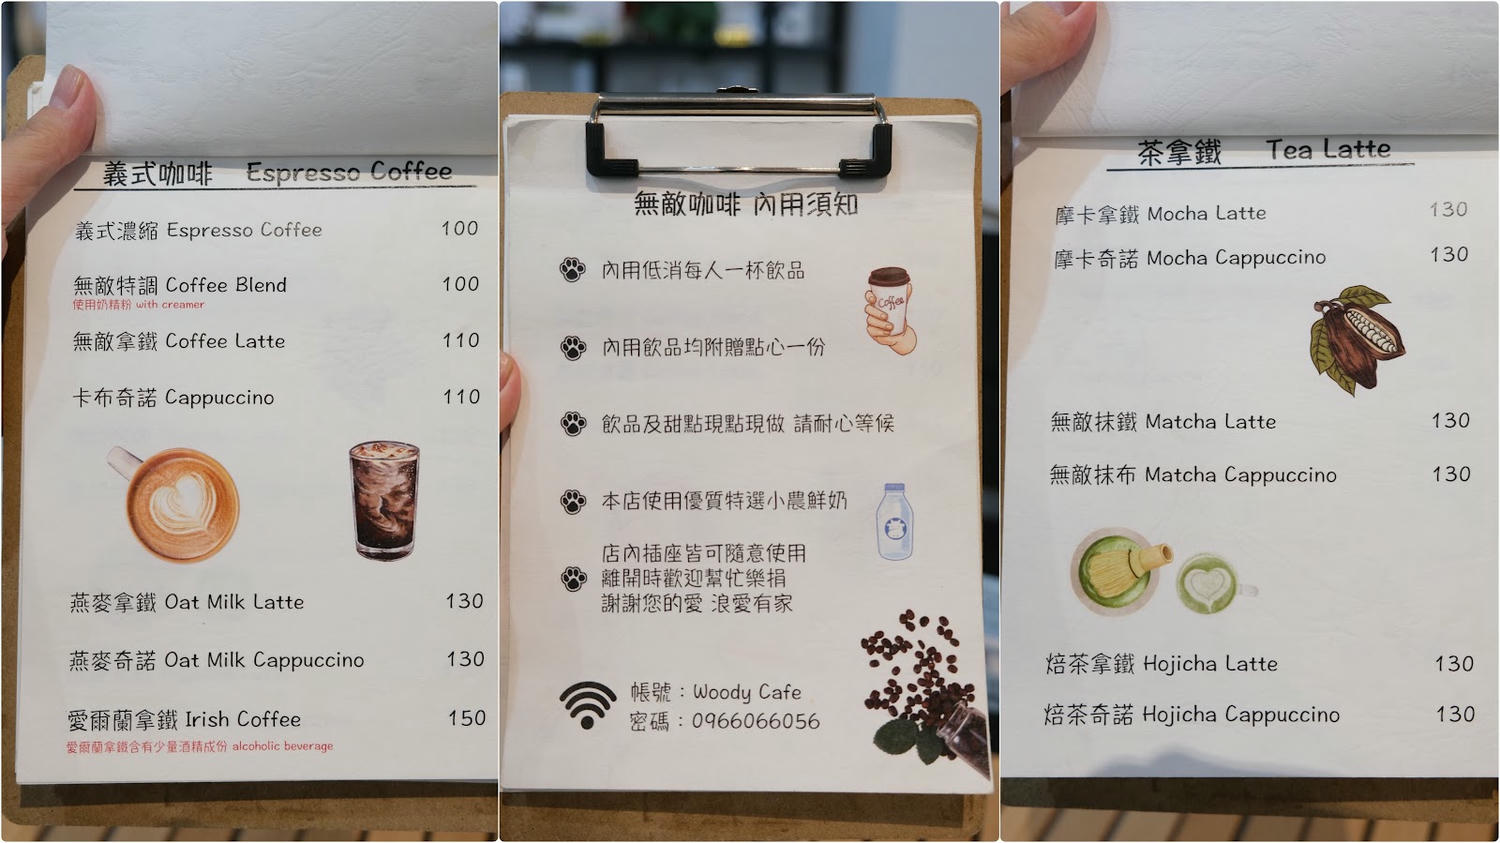 義式咖啡 Espresso Coffee
義式濃縮 Espresso Coffee 100
無敵特調 Coffee Blend 100
使用奶精粉 with creamer
無敵拿鐵 Coffee Latte 110
卡布奇諾 Cappuccino 110
燕麥拿鐵 Oat Milk Latte 130
燕麥奇諾 Oat Milk Cappuccino 130
愛爾蘭拿鐵 Irish Coffee 150
愛爾蘭拿鐵含有少量酒精成份 alcoholic beverage
無敵咖啡 內用須知
內用低消每人一杯飲品
Coffee
內用飲品均附贈點心一份
飲品及甜點現點現做 請耐心等候
本店使用優質特選小農鮮奶
店內插座皆可隨意使用
離開時歡迎幫忙樂捐
謝謝您的愛 浪愛有家
帳號：Woody Cafe
密碼：0966066056
茶拿鐵 Tea Latte
摩卡拿鐵 Mocha Latte 130
摩卡奇諾 Mocha Cappuccino 130
無敵抹鐵 Matcha Latte 130
無敵抹布 Matcha Cappuccino 130
焙茶拿鐵 Hojicha Latte 130
焙茶奇諾 Hojicha Cappuccino 130